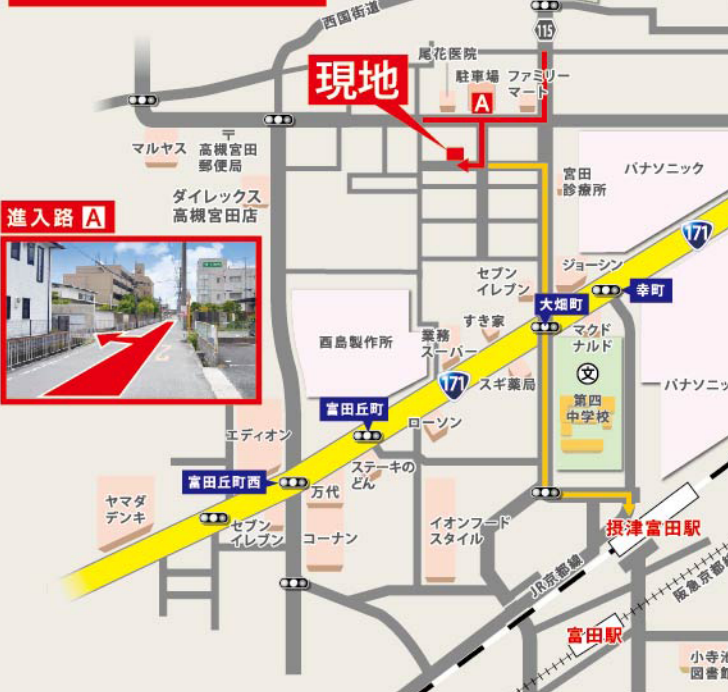 西国街道
115
尾花医院
現地
駐車場
ファミリー
マート
A
マルヤス
〒
高槻宮田
郵便局
宮田
診療所
パナソニック
ダイレックス
高槻宮田店
進入路 A
171
セブン
イレブン
ジョーシン
幸町
大畑町
すき家
マクド
ナルド
酉島製作所
業務
スーパー
文
171
スギ薬局
パナソニッ
第四
中学校
富田丘町
ローソン
エディオン
ステーキの
どん
富田丘町西
万代
ヤマダ
デンキ
セブン
イレブン
コーナン
イオンフード
スタイル
摂津富田駅
JR京都線
阪急京都
富田駅
小寺池
図書館